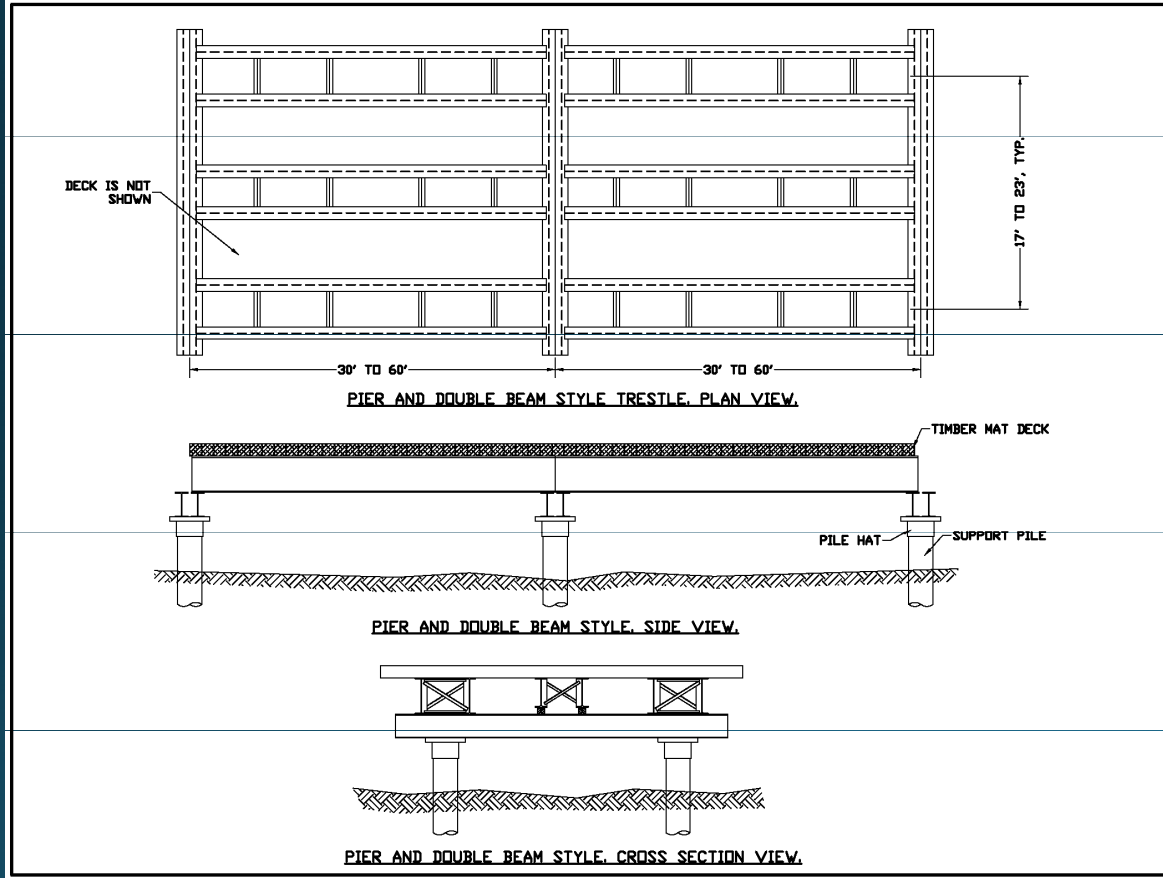 DECK IS NOT
SHOWN
17' TO 23', TYP.
30' TO 60'
30' TO 60'
PIER AND DOUBLE BEAM STYLE TRESTLE, PLAN VIEW.
TIMBER MAT DECK
PILE HAT
SUPPORT PILE
PIER AND DOUBLE BEAM STYLE, SIDE VIEW.
PIER AND DOUBLE BEAM STYLE, CROSS SECTION VIEW.